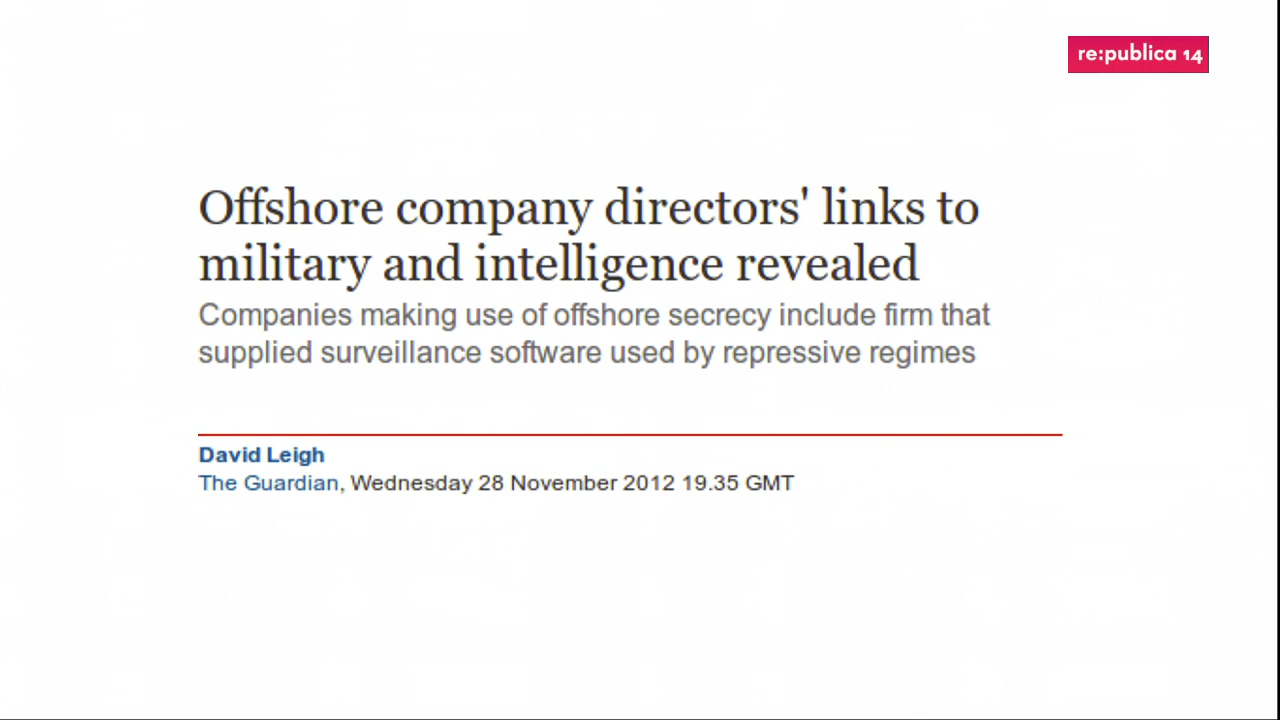 re:publica 14
Offshore company directors' links to
military and intelligence revealed
Companies making use of offshore secrecy include firm that
supplied surveillance software used by repressive regimes
David Leigh
The Guardian, Wednesday 28 November 2012 19.35 GMT